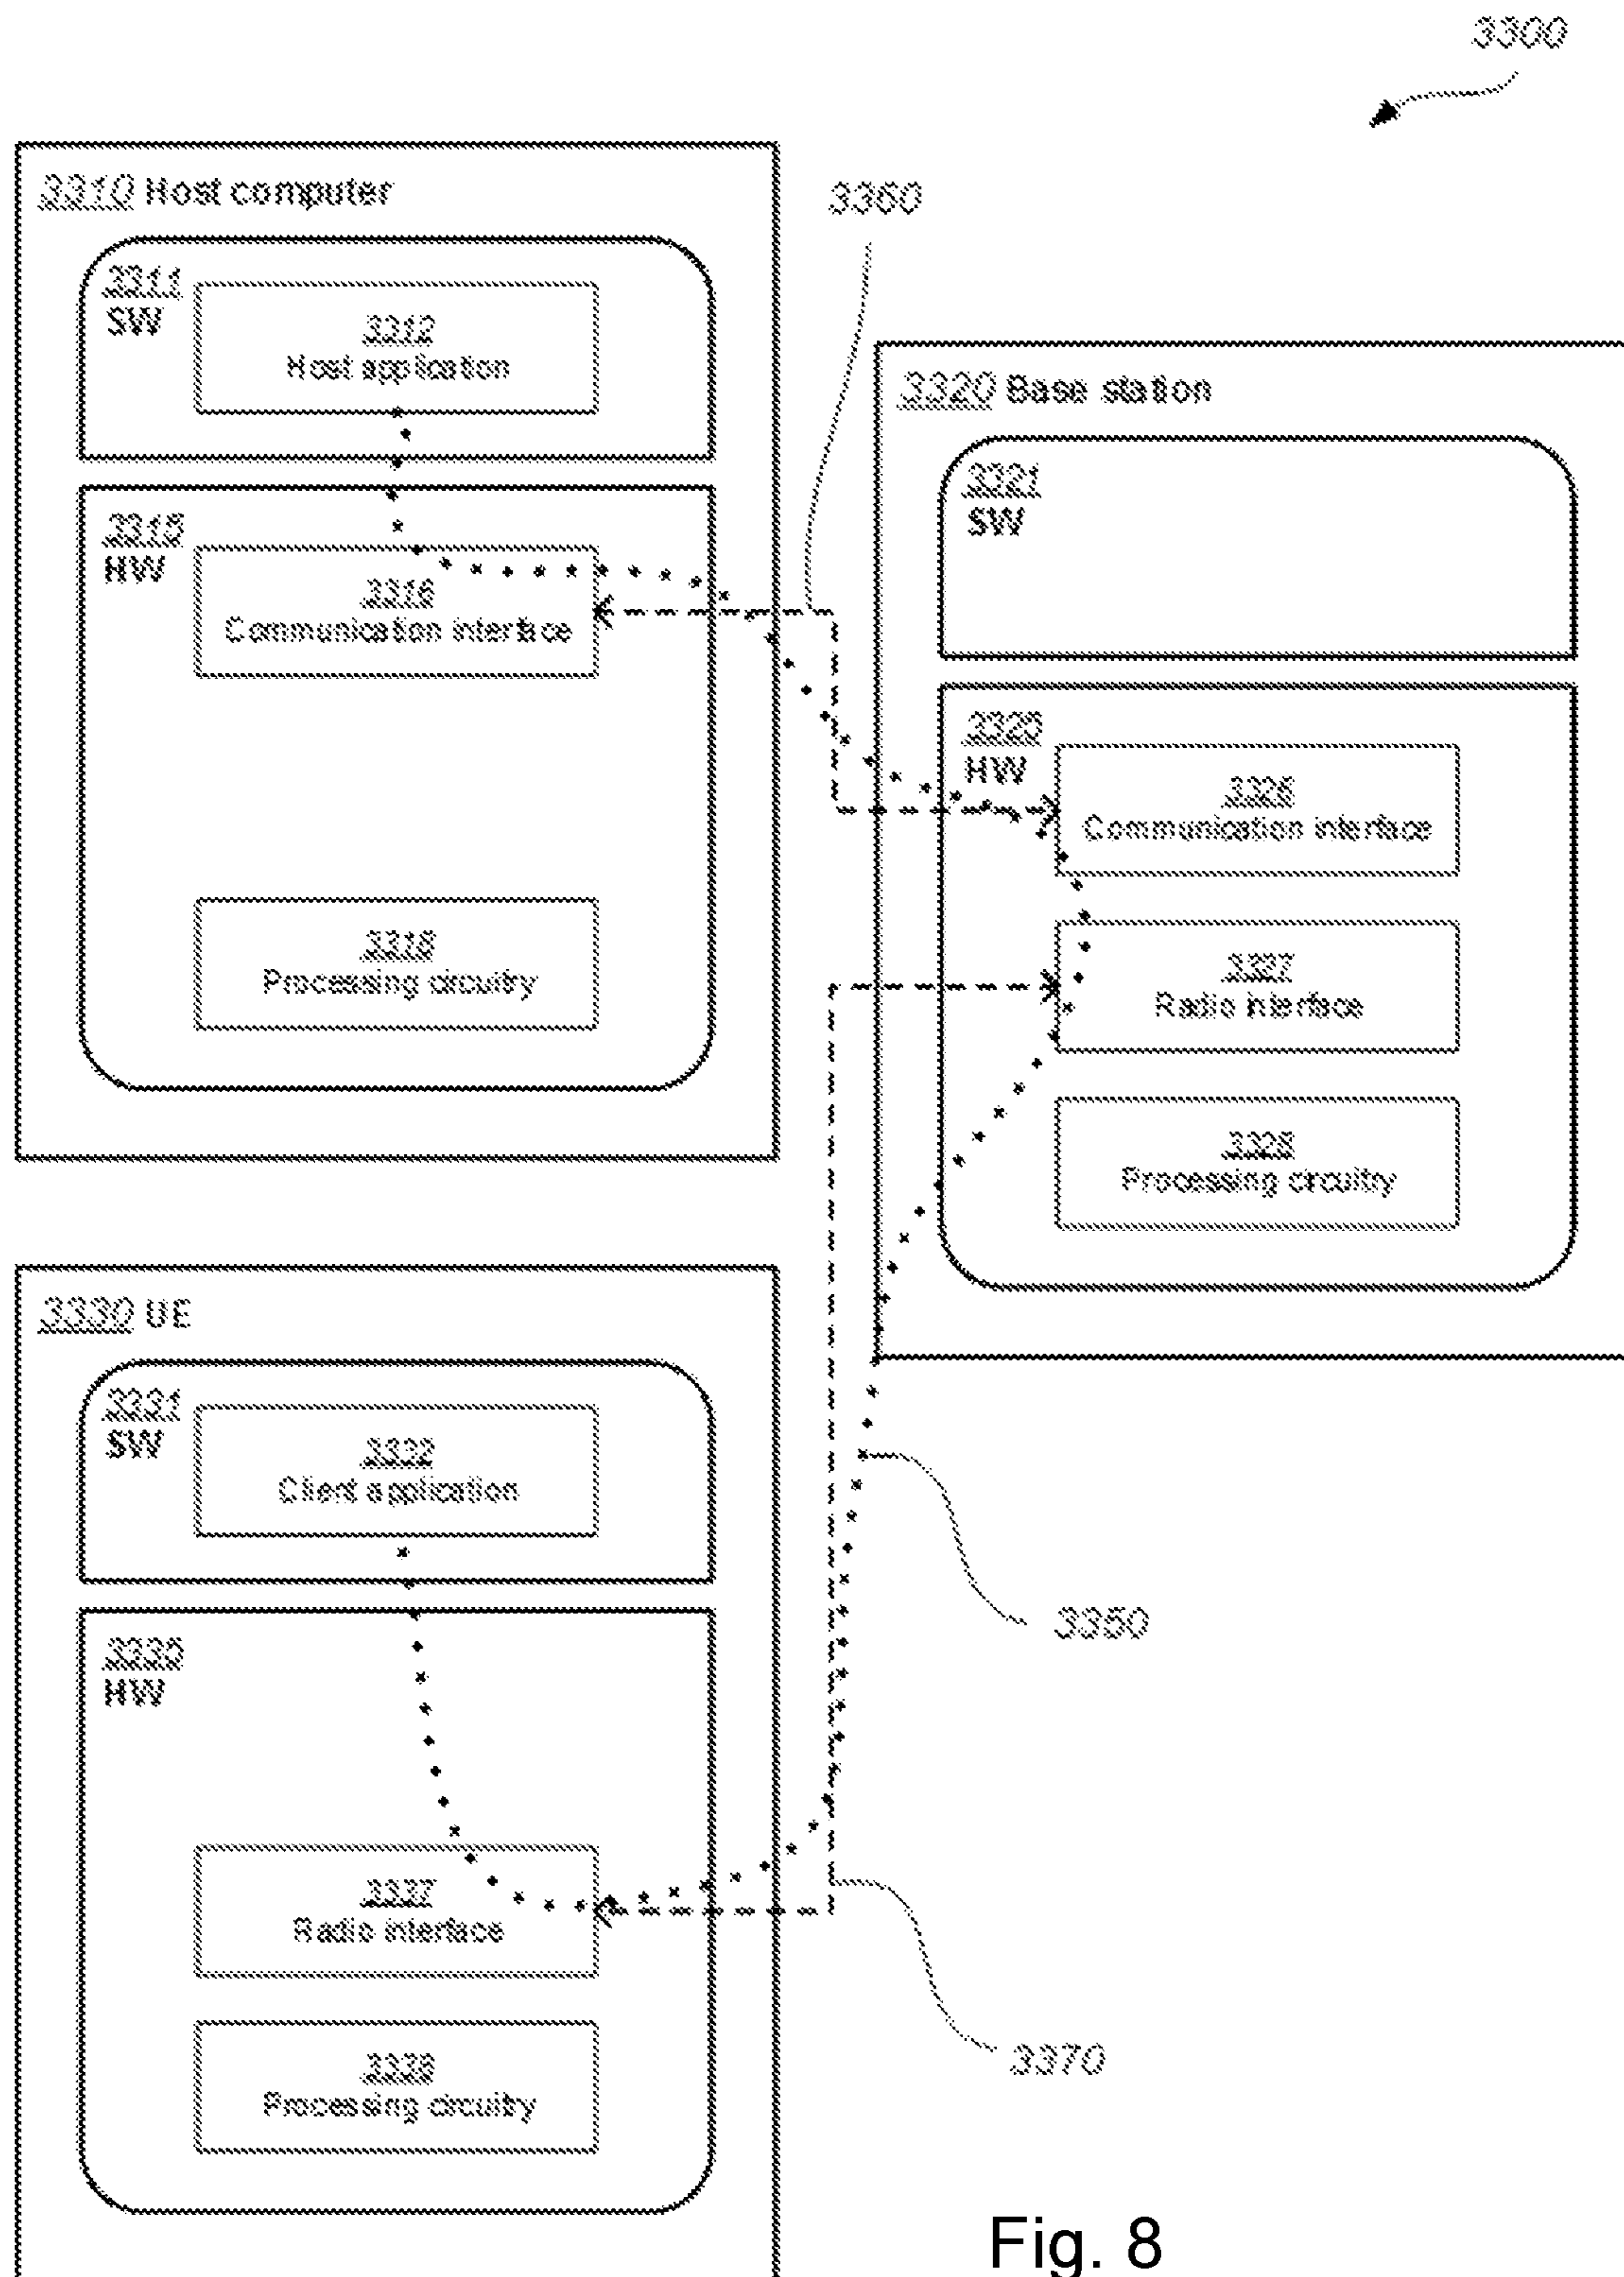 3300
3310 Host computer
3311
SW
3312
Host application
3360
3315
HW
3316
Communication interface
3318
Processing circuitry
3320 Base station
3321
SW
3325
HW
3326
Communication interface
3327
Radio interface
3328
Processing circuitry
3330 UE
3331
SW
3332
Client application
3335
HW
3337
Radio interface
3338
Processing circuitry
3350
3370
Fig. 8